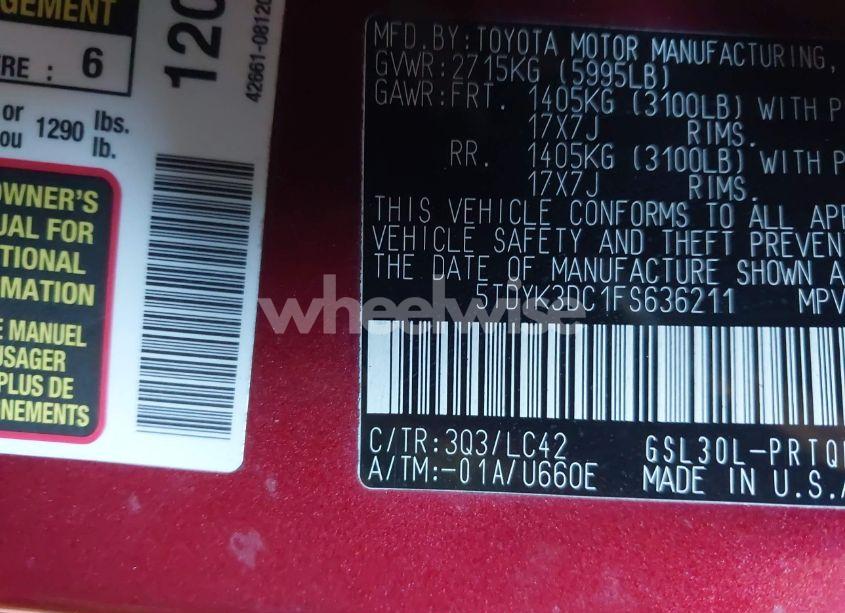 GEMENT
RE : 6
or
ou 1290 lbs.
lb.
120
42661-0812
OWNER'S
UAL FOR
TIONAL
RMATION
E MANUEL
USAGER
PLUS DE
GNEMENTS
MFD. BY: TOYOTA MOTOR MANUFACTURING,
GVWR: 2715KG (5995LB)
GAWR: FRT. 1405KG (3100LB) WITH P
17X7J RIMS.
RR. 1405KG (3100LB) WITH P
17X7J RIMS.
THIS VEHICLE CONFORMS TO ALL APP
VEHICLE SAFETY AND THEFT PREVENT
THE DATE OF MANUFACTURE SHOWN A
5TDYK3DC1FS636211 MPV
wheelwise
C/TR: 3Q3/LC42 GSL30L-PRTQ
A/TM:-01A/U660E MADE IN U.S.A